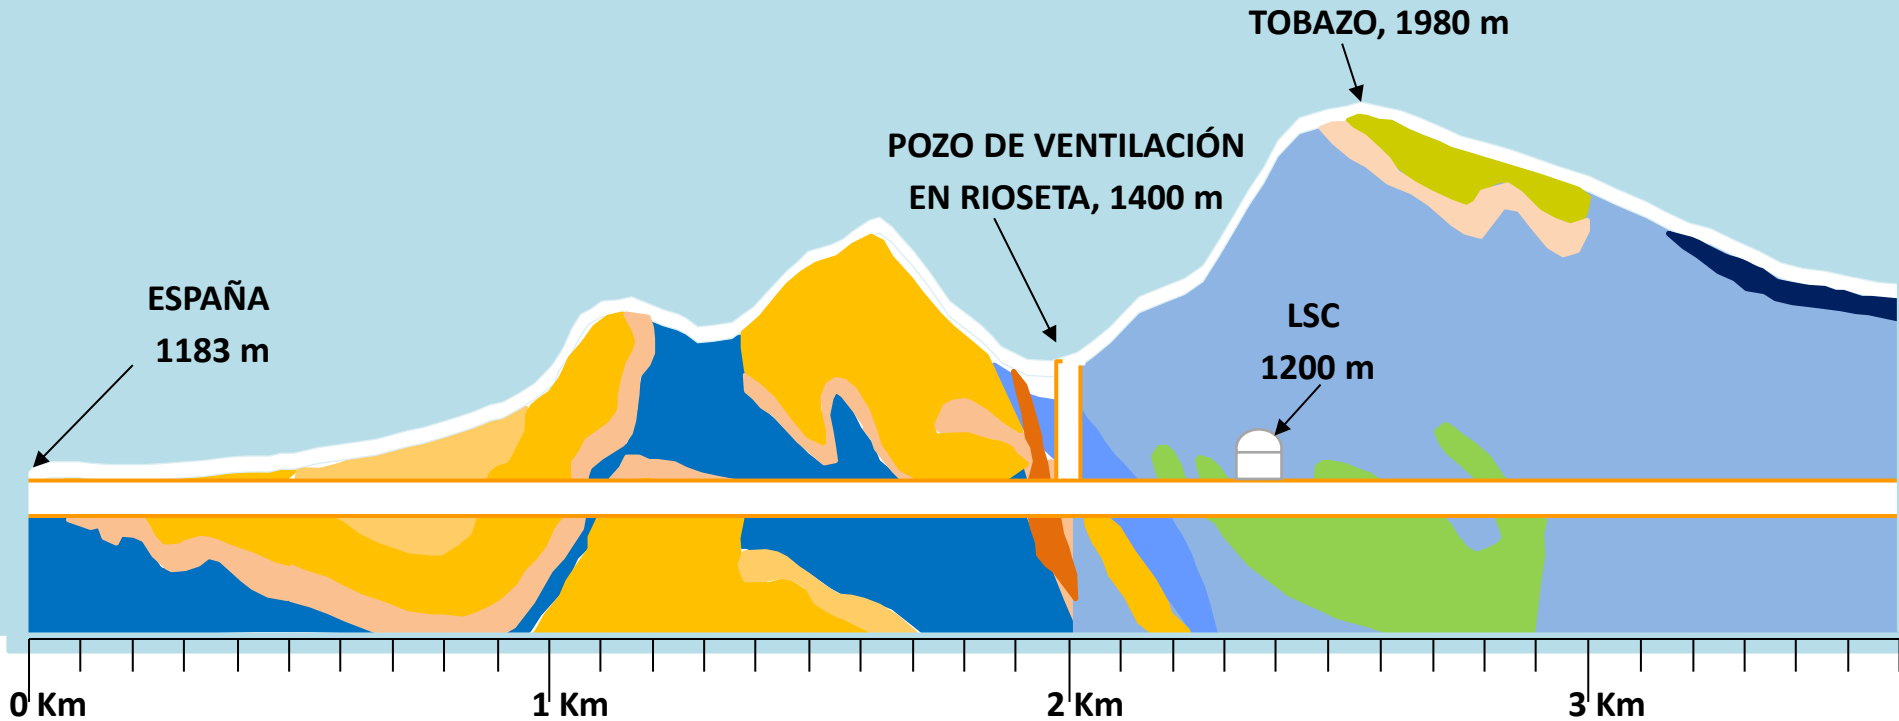 TOBAZO, 1980 m
POZO DE VENTILACIÓN
EN RIOSETA, 1400 m
ESPAÑA
1183 m
LSC
1200 m
0 Km
1 Km
2 Km
3 Km